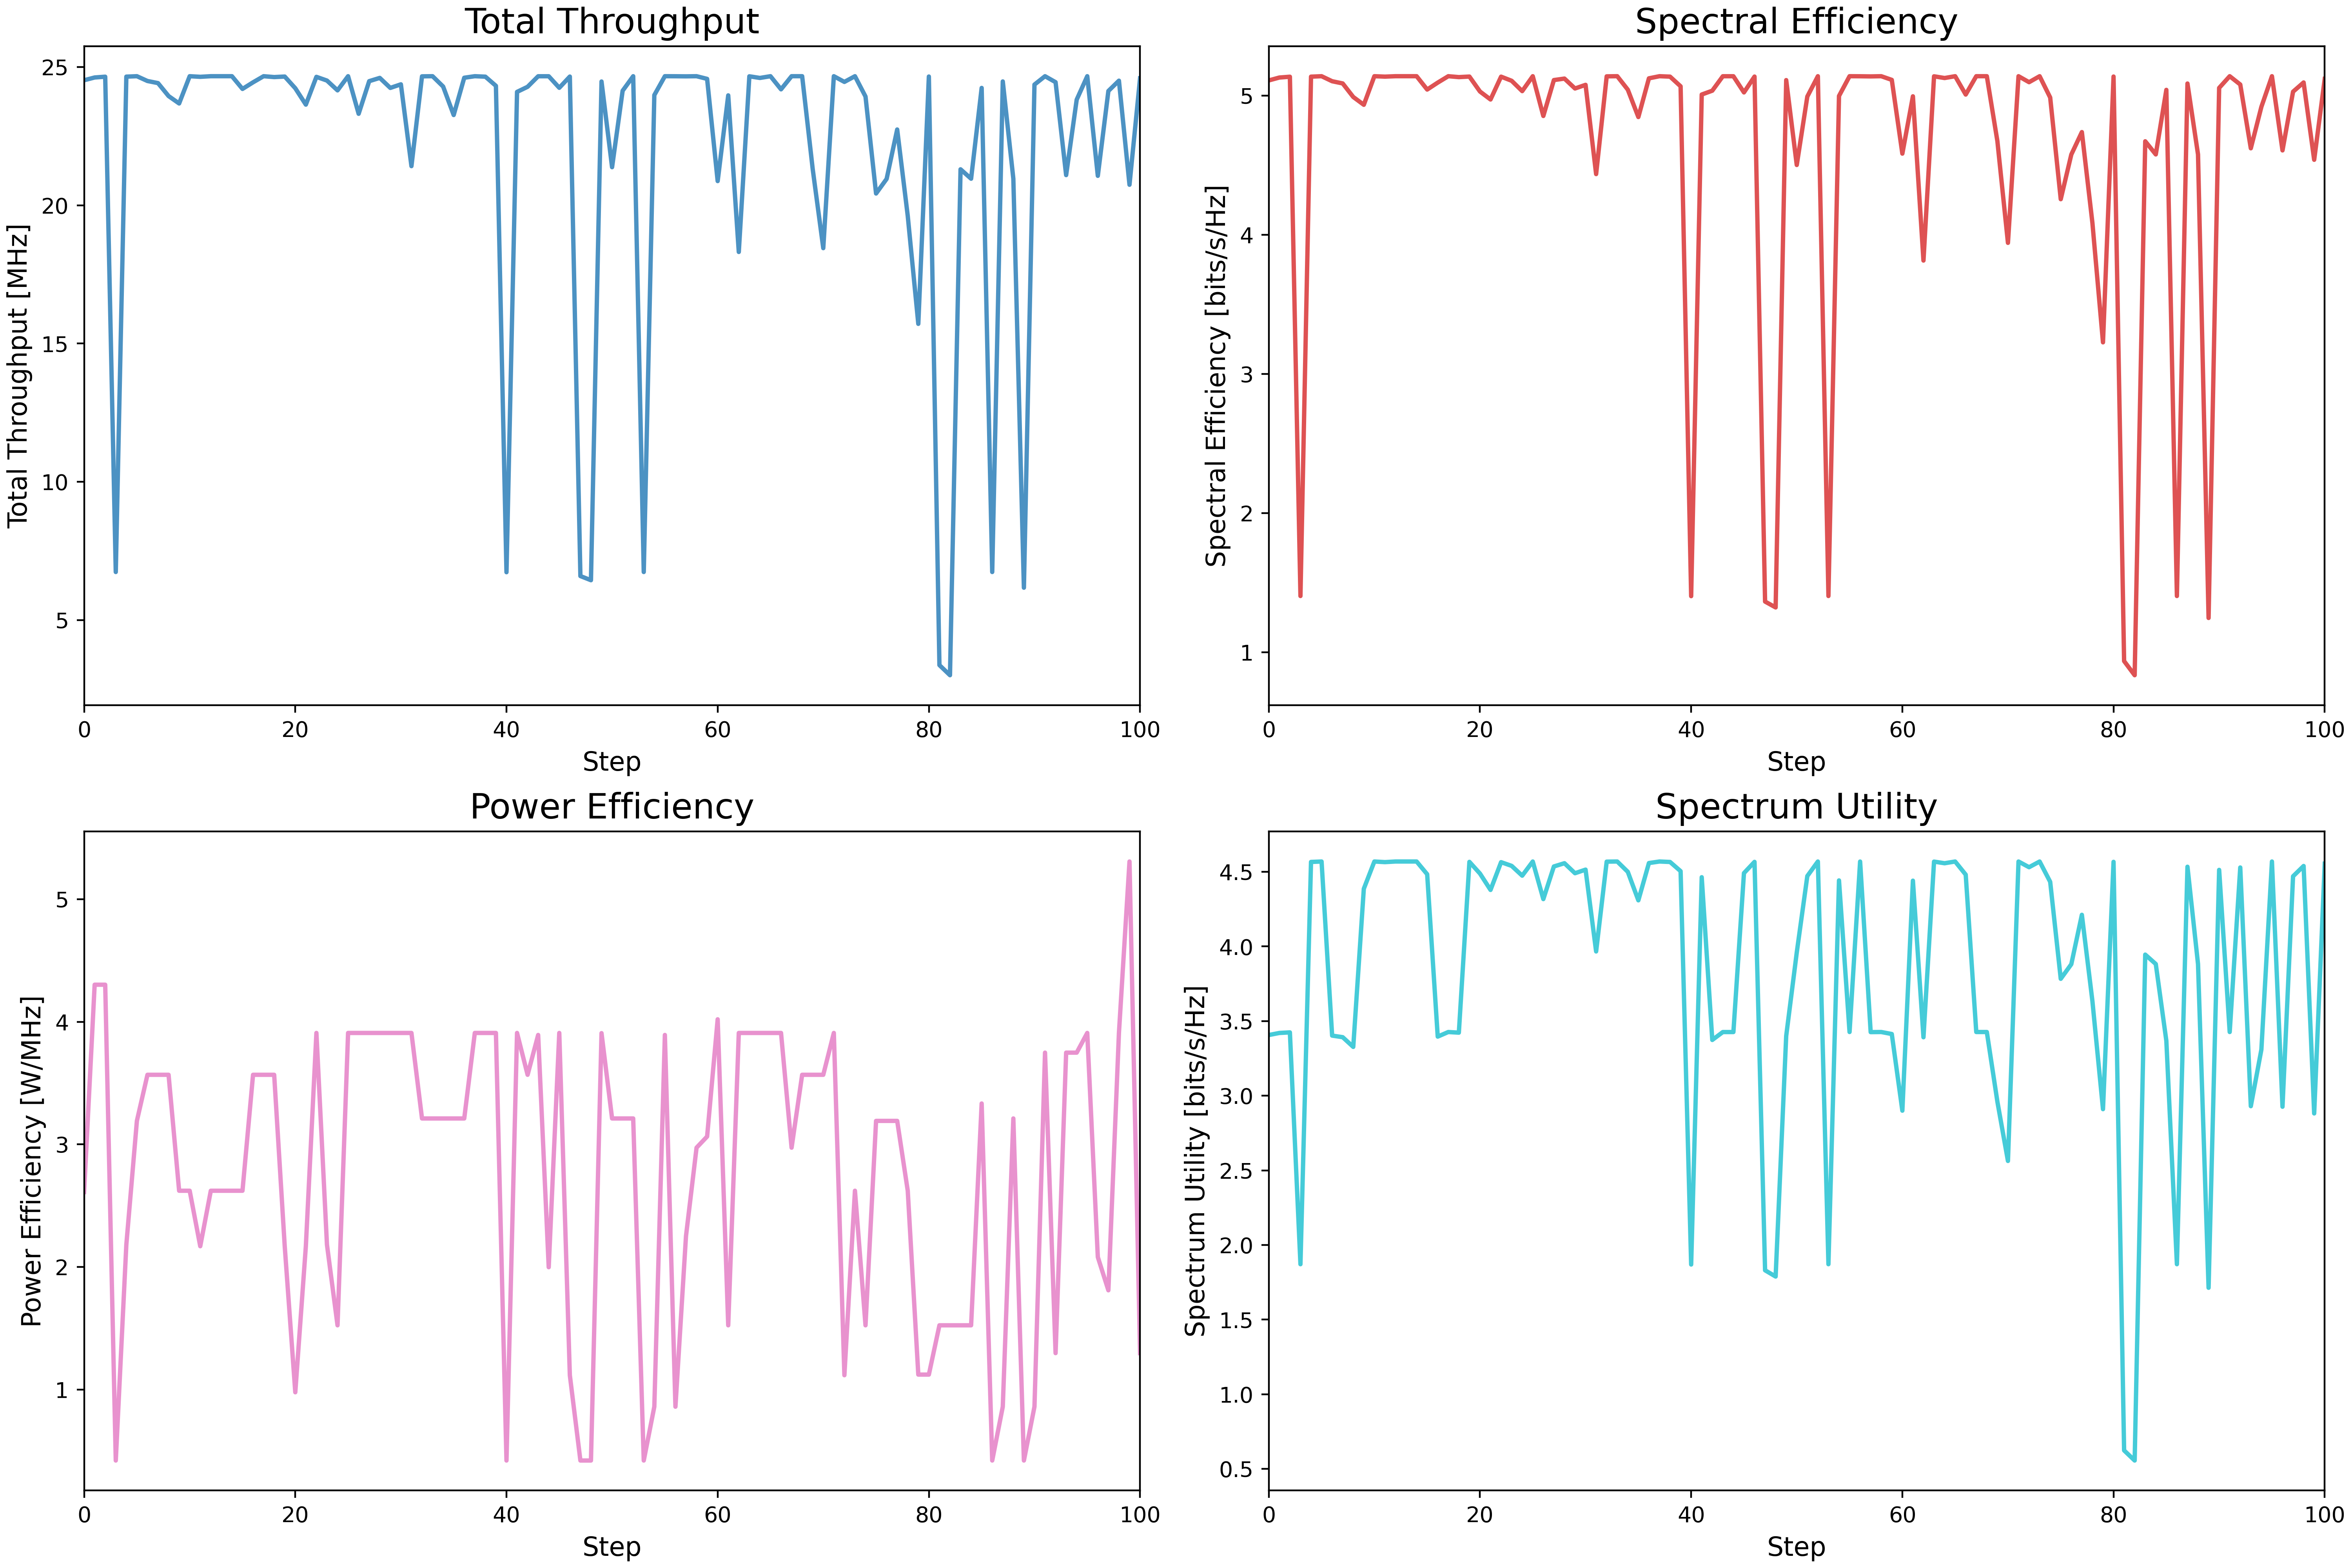 Total Throughput
Total Throughput [MHz]
25
20
15
10
5
0 20 40 60 80 100
Step
Spectral Efficiency
Spectral Efficiency [bits/s/Hz]
5
4
3
2
1
0 20 40 60 80 100
Step
Power Efficiency
Power Efficiency [W/MHz]
5
4
3
2
1
0 20 40 60 80 100
Step
Spectrum Utility
Spectrum Utility [bits/s/Hz]
4.5
4.0
3.5
3.0
2.5
2.0
1.5
1.0
0.5
0 20 40 60 80 100
Step